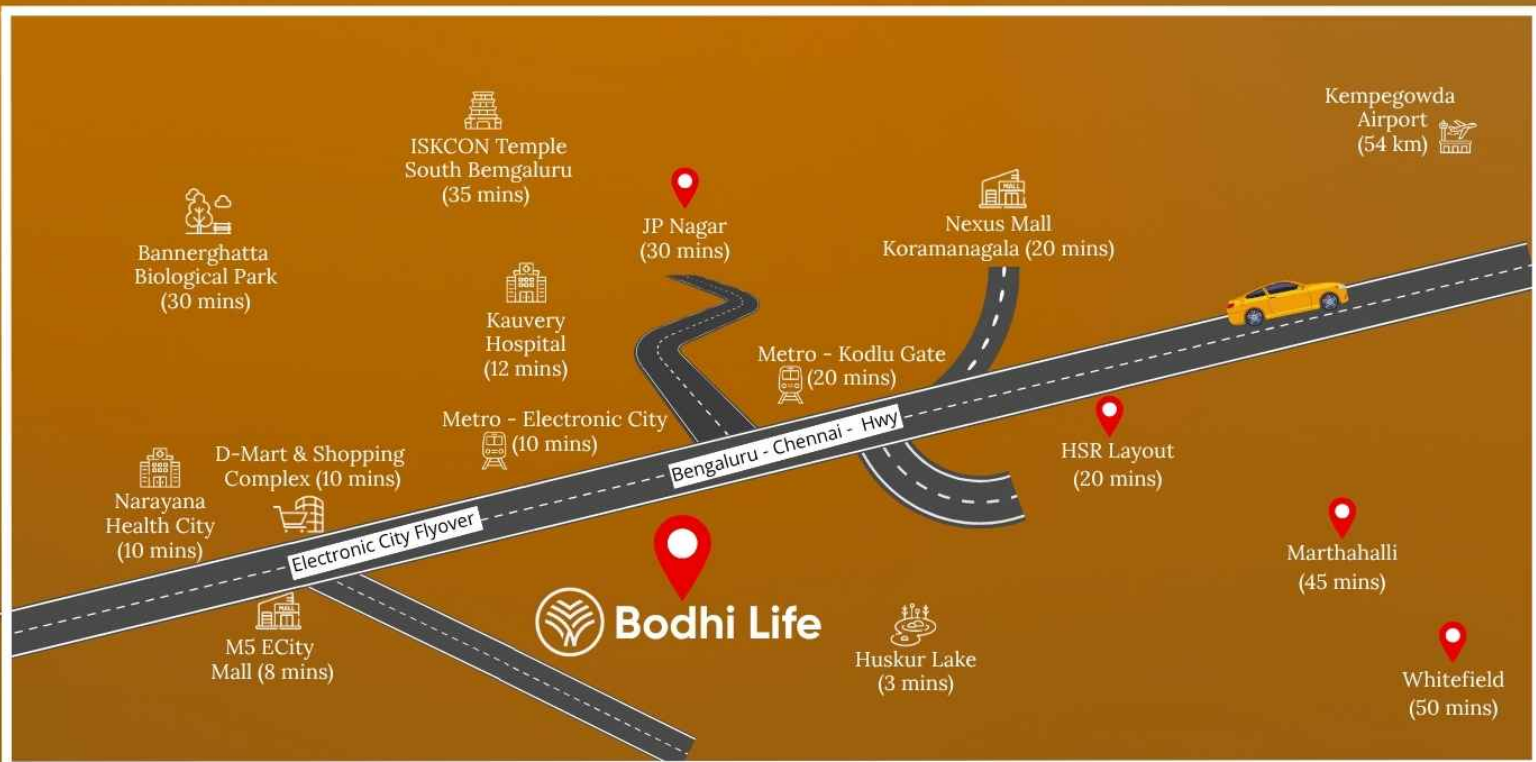 Kempegowda
Airport
(54 km)
ISKCON Temple
South Bemgaluru
(35 mins)
JP Nagar
(30 mins)
Nexus Mall
Koramanagala (20 mins)
Bannerghatta
Biological Park
(30 mins)
Kauvery
Hospital
(12 mins)
MALL
Metro - Kodlu Gate
(20 mins)
Metro - Electronic City
(10 mins)
Bengaluru - Chennai - Hwy
HSR Layout
(20 mins)
D-Mart & Shopping
Complex (10 mins)
Narayana
Health City
(10 mins)
Electronic City Flyover
Marthahalli
(45 mins)
MALL
M5 ECity
Mall (8 mins)
Bodhi Life
Huskur Lake
(3 mins)
Whitefield
(50 mins)